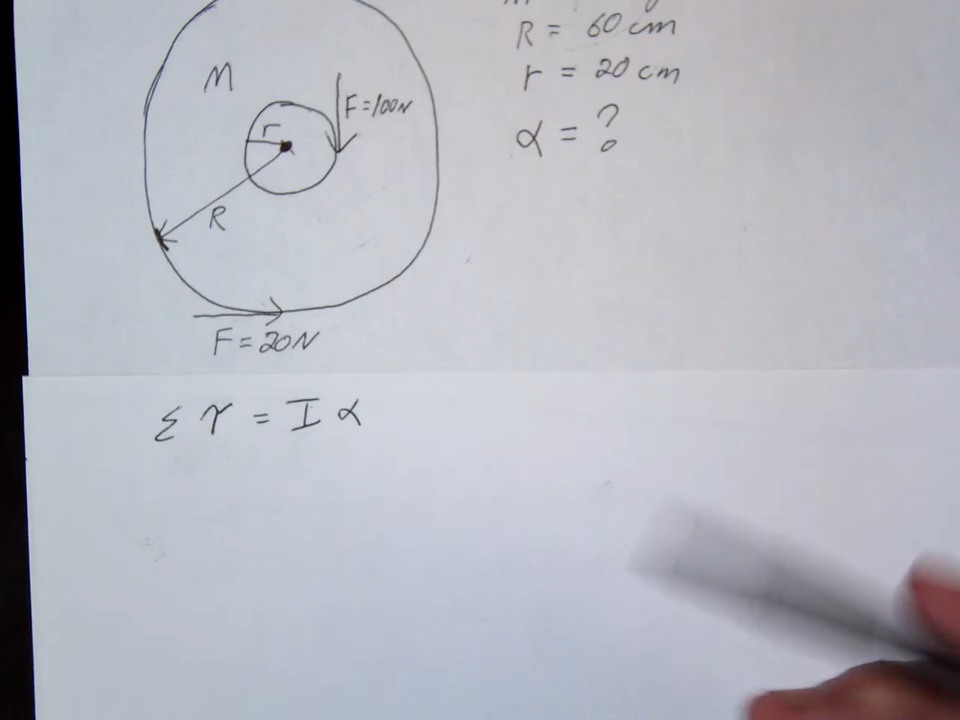 R = 60 cm
r = 20 cm
α = ?
M
F=100N
r
R
F=20N
Σ τ = I α